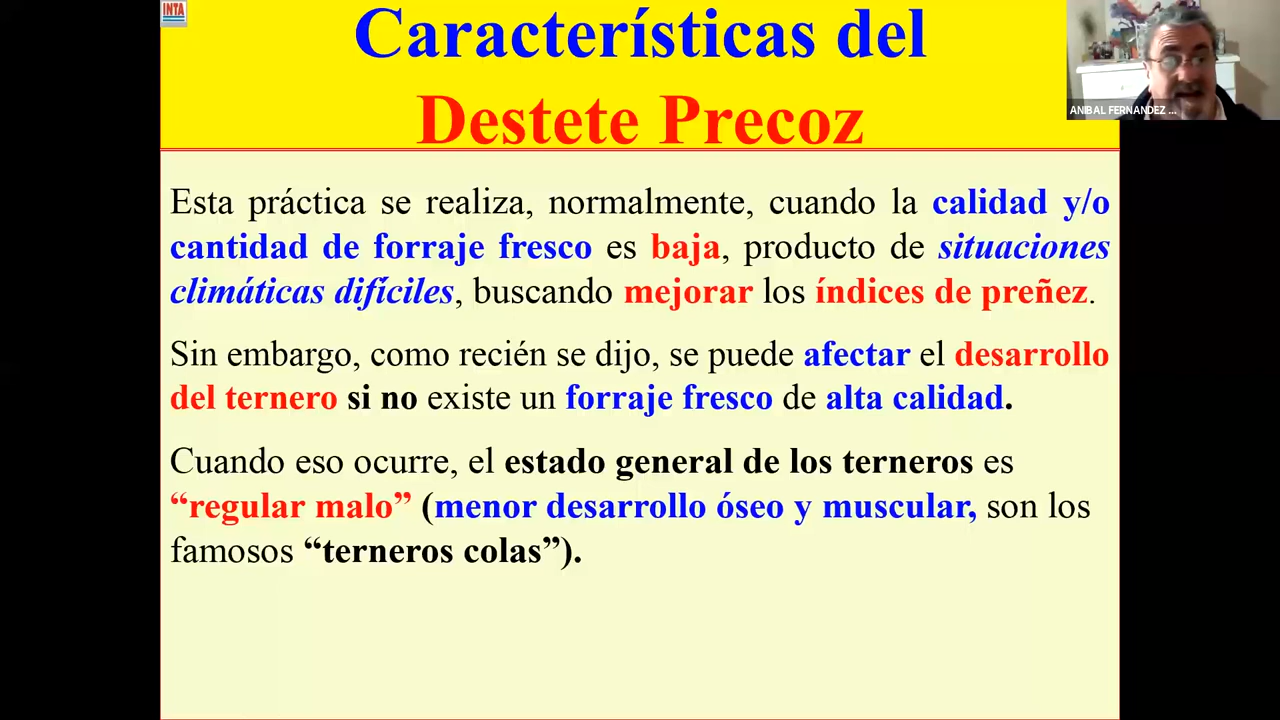 INTA
Características del
Destete Precoz
ANIBAL FERNANDEZ ...
Esta práctica se realiza, normalmente, cuando la calidad y/o
cantidad de forraje fresco es baja, producto de situaciones
climáticas difíciles, buscando mejorar los índices de preñez.
Sin embargo, como recién se dijo, se puede afectar el desarrollo
del ternero si no existe un forraje fresco de alta calidad.
Cuando eso ocurre, el estado general de los terneros es
“regular malo” (menor desarrollo óseo y muscular, son los
famosos “terneros colas”).